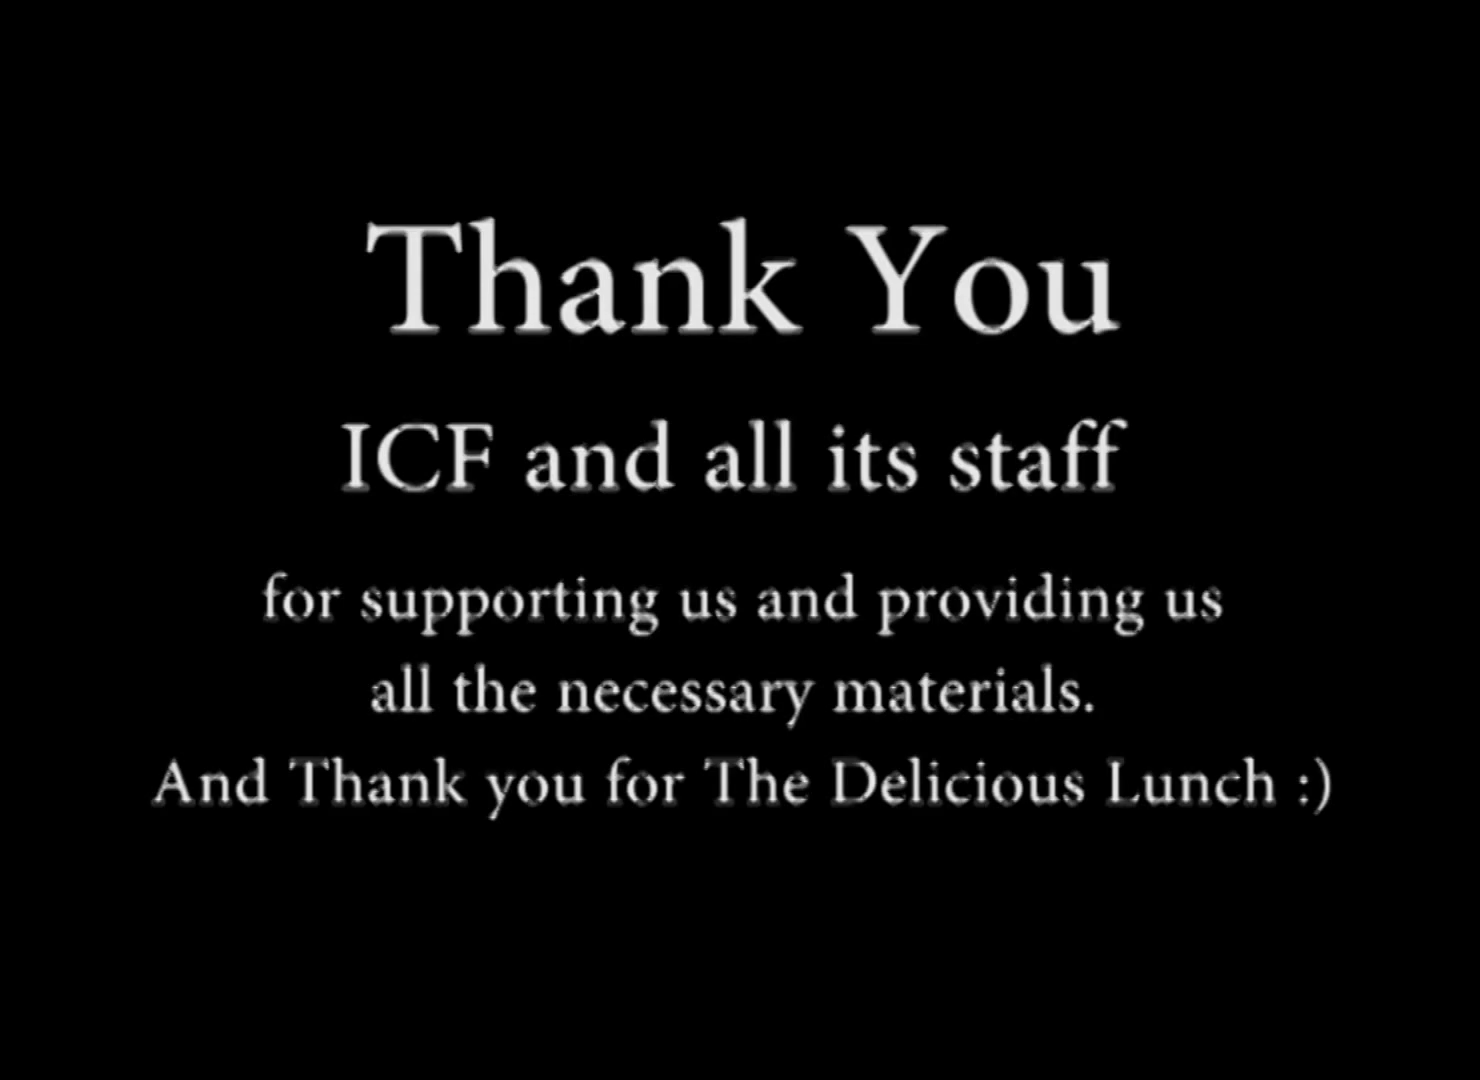 Thank You
ICF and all its staff
for supporting us and providing us
all the necessary materials.
And Thank you for The Delicious Lunch :)